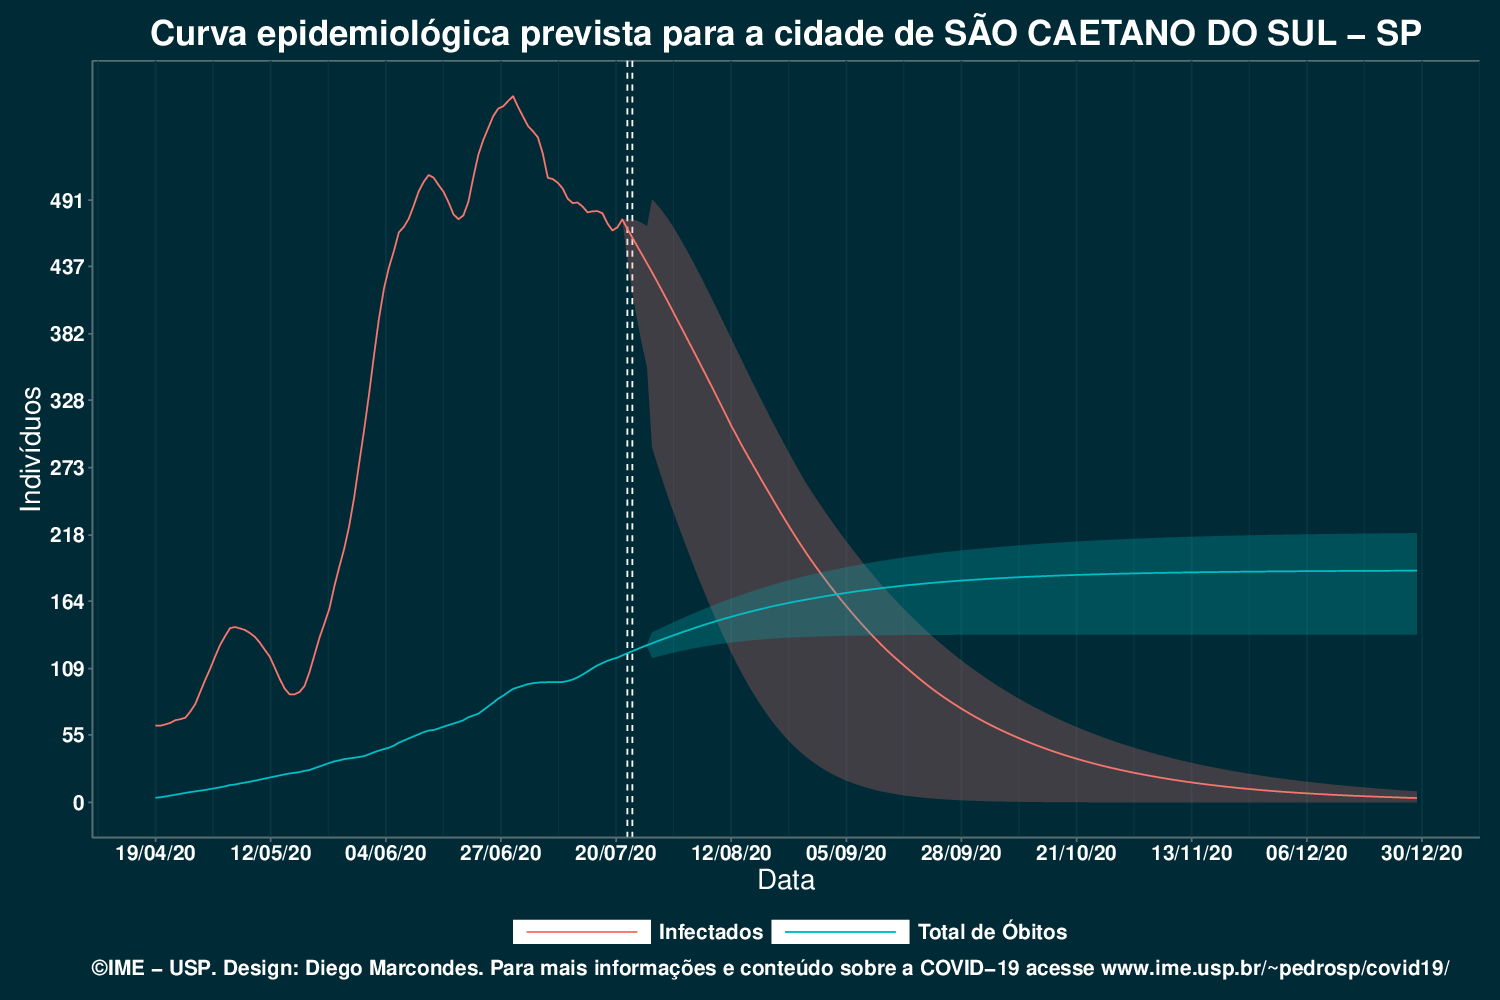 Curva epidemiológica prevista para a cidade de SÃO CAETANO DO SUL – SP
Indivíduos
491
437
382
328
273
218
164
109
55
0
19/04/20 12/05/20 04/06/20 27/06/20 20/07/20 12/08/20 05/09/20 28/09/20 21/10/20 13/11/20 06/12/20 30/12/20
Data
Infectados Total de Óbitos
©IME – USP. Design: Diego Marcondes. Para mais informações e conteúdo sobre a COVID–19 acesse www.ime.usp.br/~pedrosp/covid19/